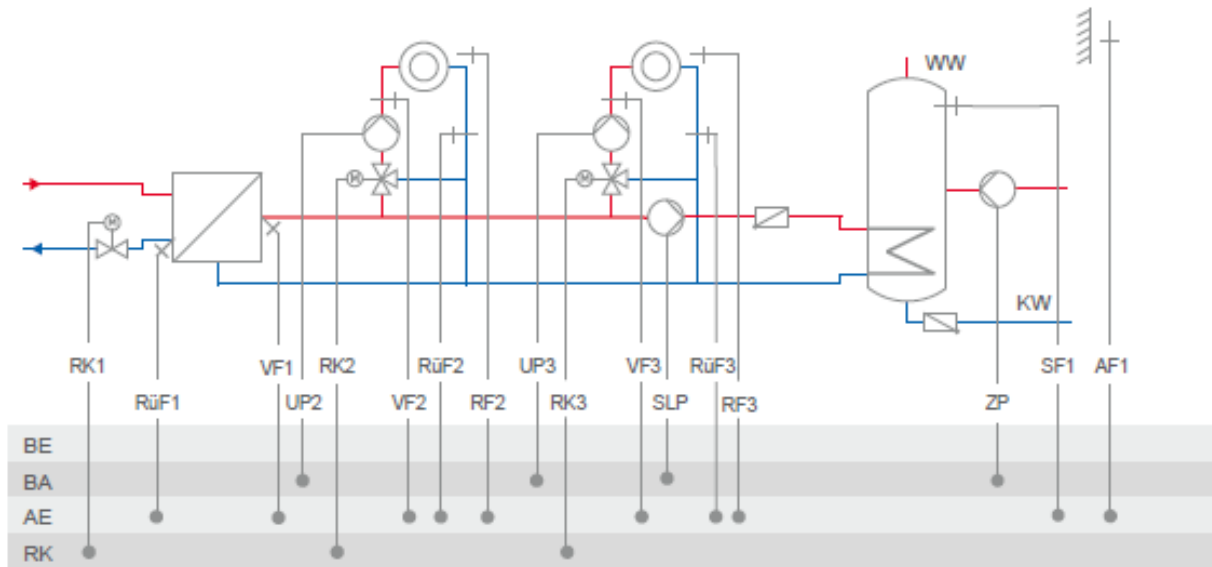 WW
M
M
M
KW
RK1
VF1
RK2
RüF2
UP3
VF3
RüF3
SF1
AF1
RüF1
UP2
VF2
RF2
RK3
SLP
RF3
ZP
BE
BA
AE
RK